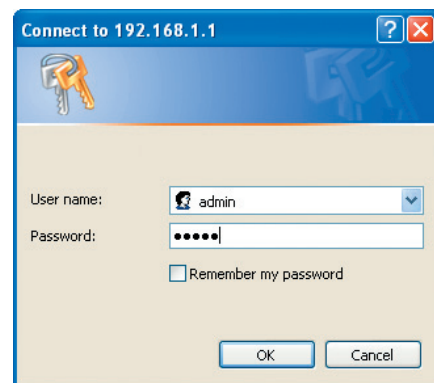 Connect to 192.168.1.1
User name:
admin
Password:
•••••
Remember my password
OK
Cancel